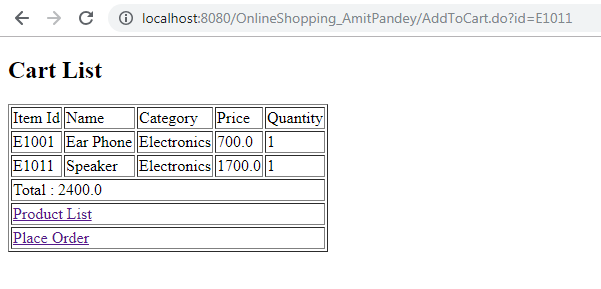 localhost:8080/OnlineShopping_AmitPandey/AddToCart.do?id=E1011
Cart List
Item Id Name Category Price Quantity
E1001 Ear Phone Electronics 700.0 1
E1011 Speaker Electronics 1700.0 1
Total : 2400.0
Product List
Place Order